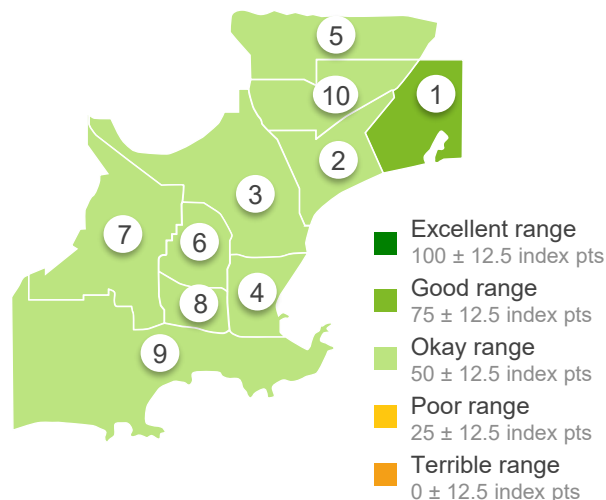 5
10
1
2
3
7
6
4
8
9
Excellent range
100 ± 12.5 index pts
Good range
75 ± 12.5 index pts
Okay range
50 ± 12.5 index pts
Poor range
25 ± 12.5 index pts
Terrible range
0 ± 12.5 index pts